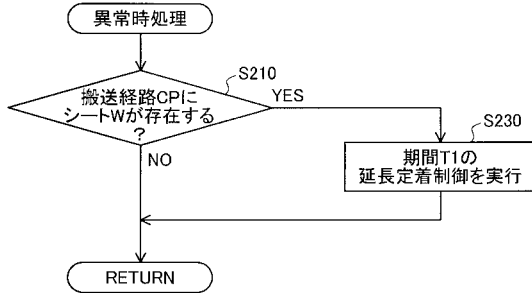 異常時処理
S210
搬送経路CPに
シートWが存在する
?
YES
NO
S230
期間T1の
延長定着制御を実行
RETURN